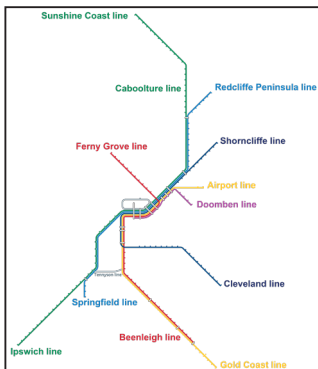 Sunshine Coast line
Caboolture line
Redcliffe Peninsula line
Shorncliffe line
Ferny Grove line
Airport line
Doomben line
Springfield line
Cleveland line
Beenleigh line
Ipswich line
Gold Coast line